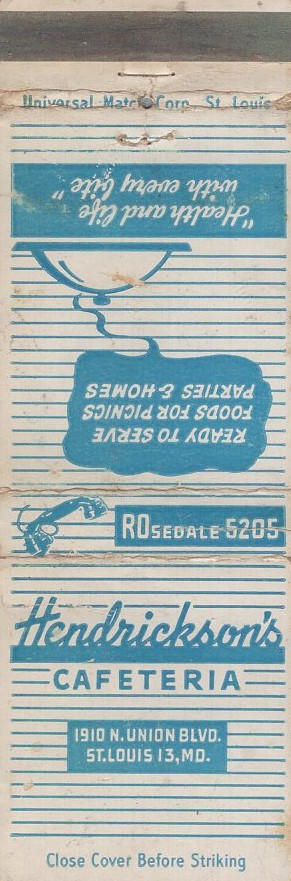 Universal Match Corp. St. Louis
"Health and life
with every bite"
READY TO SERVE
FOODS FOR PICNICS
PARTIES & HOMES
ROSEDALE 5205
Hendrickson's
CAFETERIA
1910 N. UNION BLVD.
ST. LOUIS 13, MO.
Close Cover Before Striking